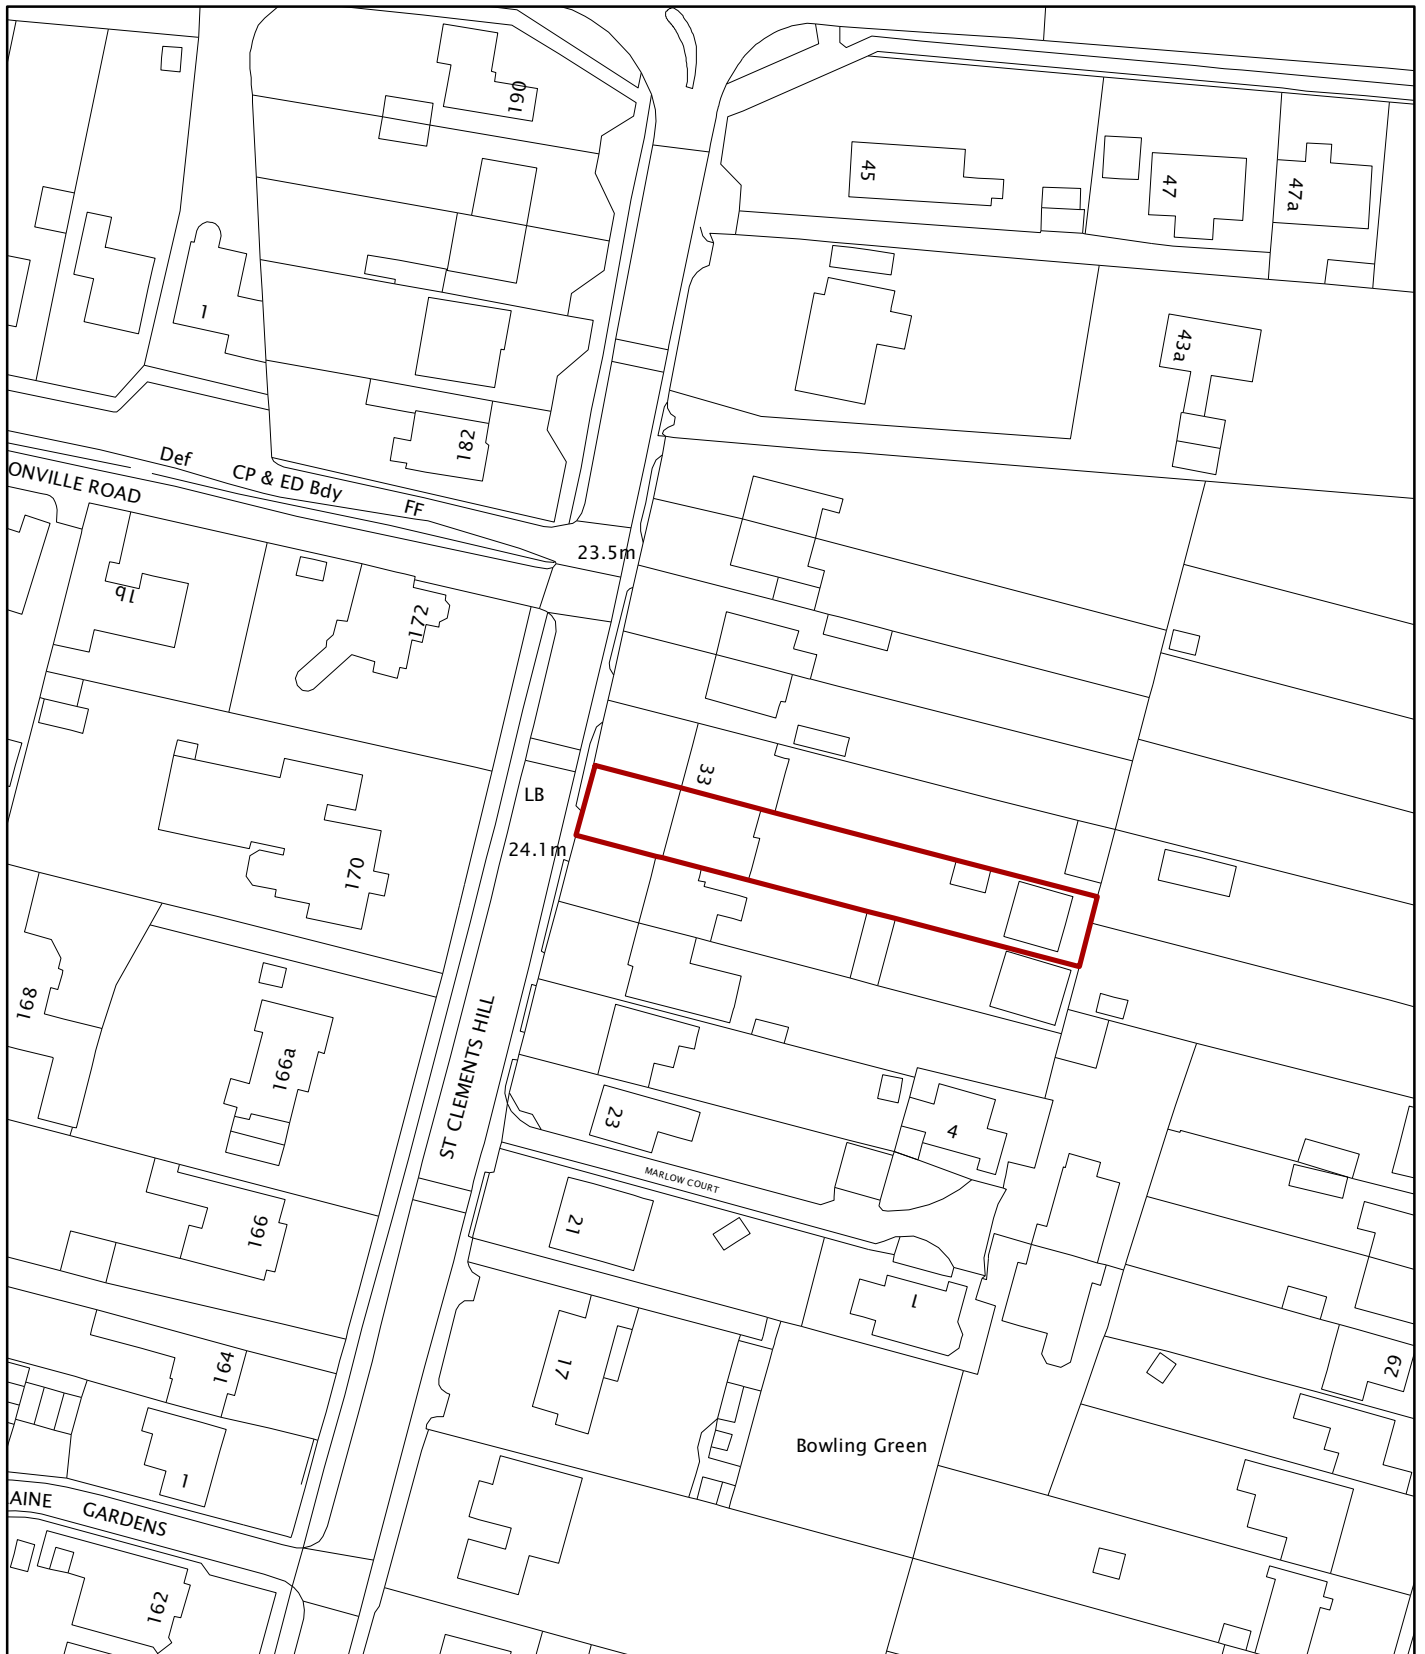 190
45
47
47a
1
43a
182
Def
CP & ED Bdy
FF
ONVILLE ROAD
23.5m
1b
172
33
LB
24.1m
170
168
166a
ST CLEMENTS HILL
23
4
MARLOW COURT
166
21
1
164
17
29
Bowling Green
1
AINE GARDENS
162